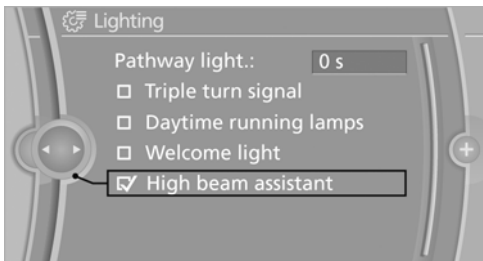 Lighting
Pathway light.: 0 s
Triple turn signal
Daytime running lamps
Welcome light
High beam assistant